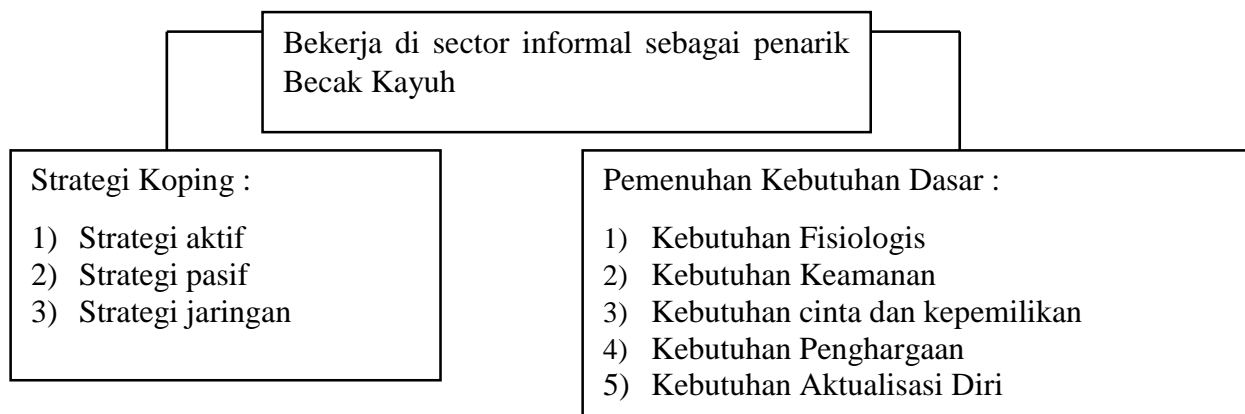 Bekerja di sector informal sebagai penarik
Becak Kayuh
Strategi Koping :
1) Strategi aktif
2) Strategi pasif
3) Strategi jaringan
Pemenuhan Kebutuhan Dasar :
1) Kebutuhan Fisiologis
2) Kebutuhan Keamanan
3) Kebutuhan cinta dan kepemilikan
4) Kebutuhan Penghargaan
5) Kebutuhan Aktualisasi Diri